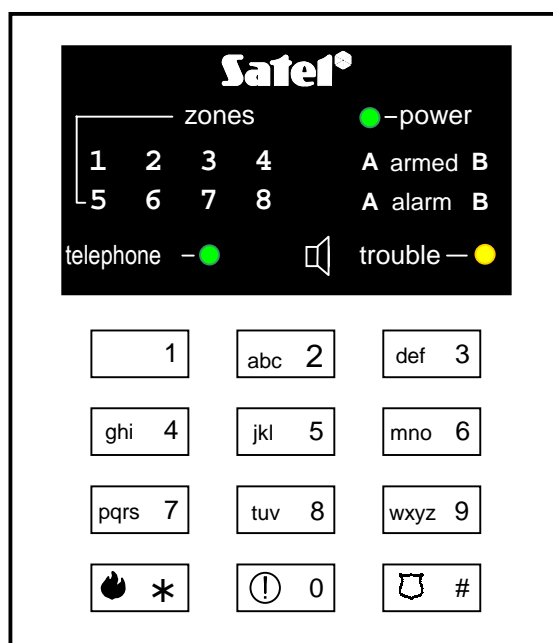 Satel®
zones –power
1 2 3 4 A armed B
5 6 7 8 A alarm B
telephone – trouble —
1 abc 2 def 3
ghi 4 jkl 5 mno 6
pqrs 7 tuv 8 wxyz 9
* ! 0 #